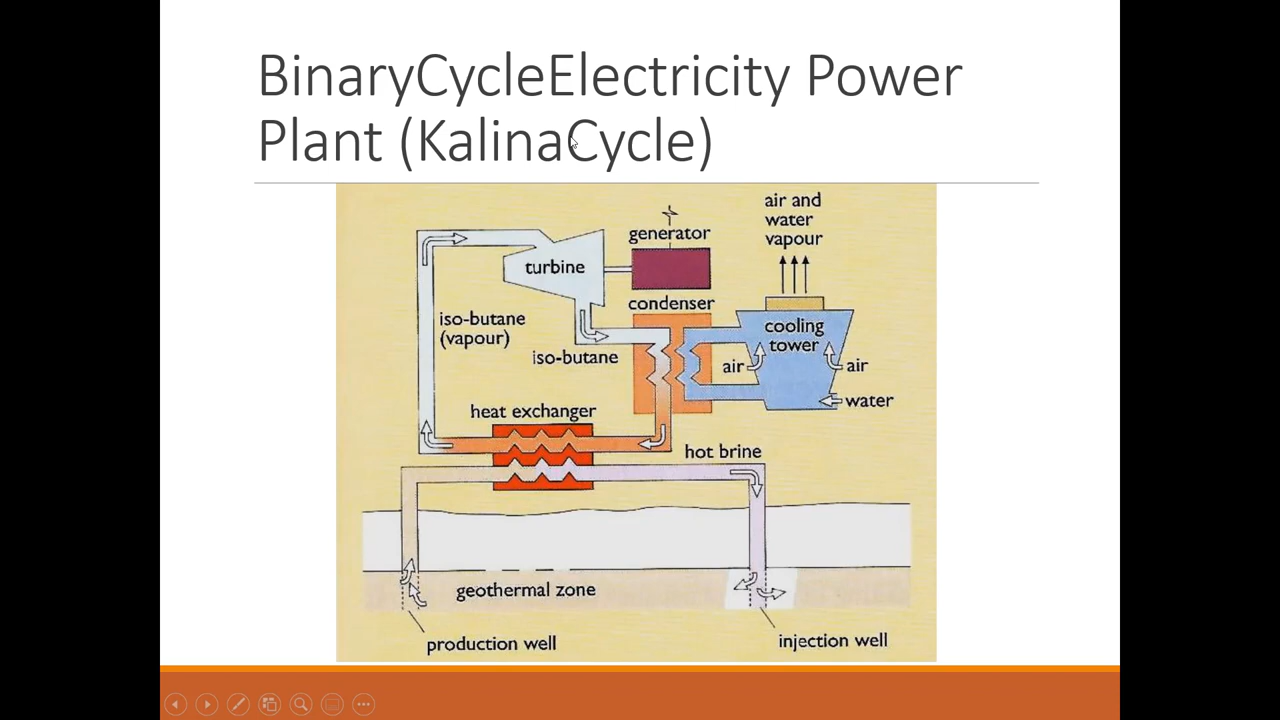 BinaryCycleElectricity Power
Plant (KalinaCycle)
air and
water
vapour
generator
turbine
condenser
iso-butane
(vapour)
cooling
tower
iso-butane
air
air
water
heat exchanger
hot brine
geothermal zone
production well
injection well